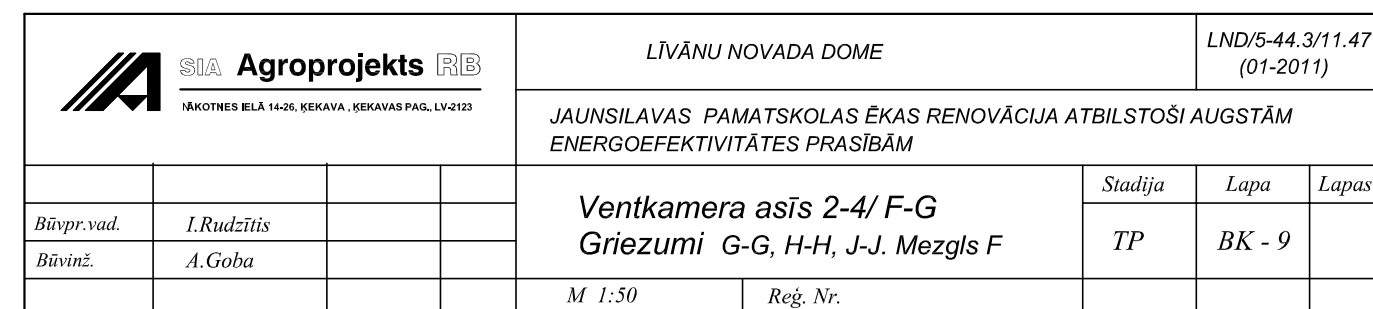 SIA Agroprojekts RB
NĀKOTNES IELĀ 14-26, ĶEKAVA , ĶEKAVAS PAG., LV-2123
LĪVĀNU NOVADA DOME
LND/5-44.3/11.47
(01-2011)
JAUNSILAVAS PAMATSKOLAS ĒKAS RENOVĀCIJA ATBILSTOŠI AUGSTĀM
ENERGOEFEKTIVITĀTES PRASĪBĀM
Būvpr.vad. I.Rudzītis
Būvinž. A.Goba
Ventkamera asīs 2-4/ F-G
Griezumi G-G, H-H, J-J. Mezgls F
Stadija Lapa Lapas
TP BK - 9
M 1:50 Reģ. Nr.